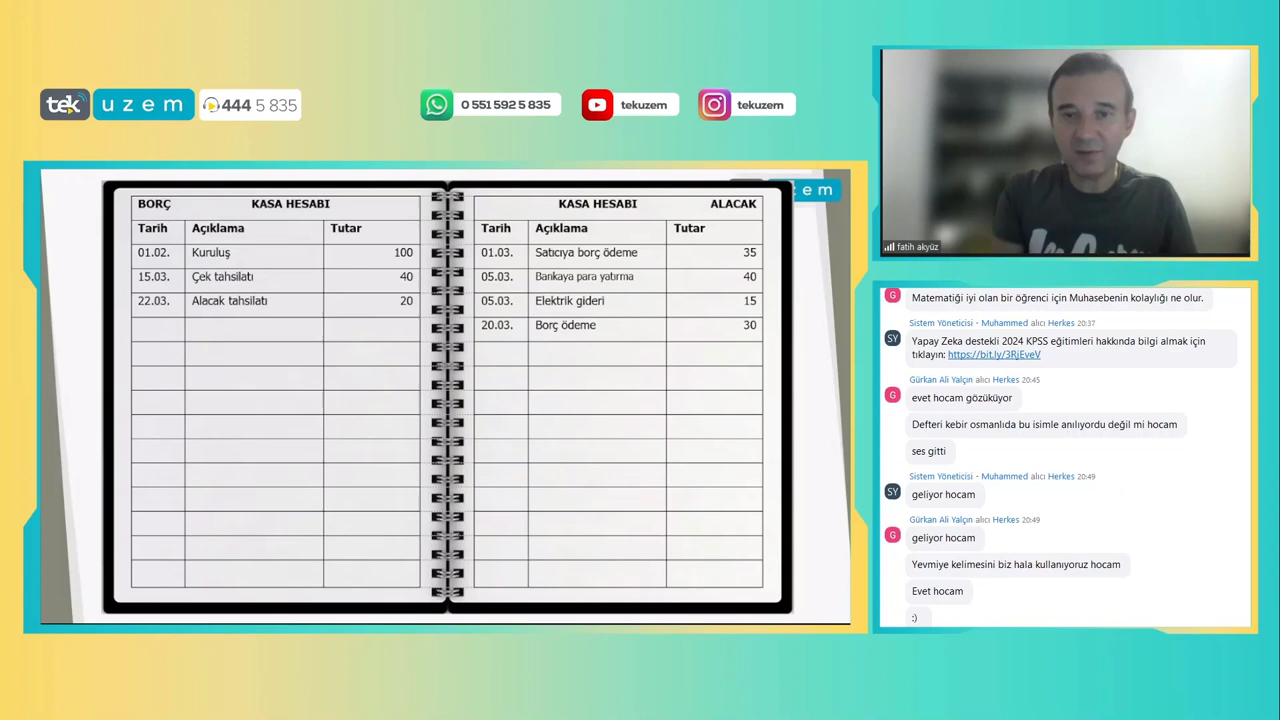 tek uzem 444 5 835
0 551 592 5 835
tekuzem
tekuzem
zem
BORÇ KASA HESABI
Tarih Açıklama Tutar
01.02. Kuruluş 100
15.03. Çek tahsilatı 40
22.03. Alacak tahsilatı 20
KASA HESABI ALACAK
Tarih Açıklama Tutar
01.03. Satıcıya borç ödeme 35
05.03. Bankaya para yatırma 40
05.03. Elektrik gideri 15
20.03. Borç ödeme 30
fatih akyüz
G
Matematiği iyi olan bir öğrenci için Muhasebenin kolaylığı ne olur.
Sistem Yöneticisi - Muhammed alıcı Herkes 20:37
SY
Yapay Zeka destekli 2024 KPSS eğitimleri hakkında bilgi almak için
tıklayın: https://bit.ly/3RjEveV
Gürkan Ali Yalçın alıcı Herkes 20:45
G
evet hocam gözüküyor
Defteri kebir osmanlıda bu isimle anılıyordu değil mi hocam
ses gitti
Sistem Yöneticisi - Muhammed alıcı Herkes 20:49
SY
geliyor hocam
Gürkan Ali Yalçın alıcı Herkes 20:49
G
geliyor hocam
Yevmiye kelimesini biz hala kullanıyoruz hocam
Evet hocam
:)